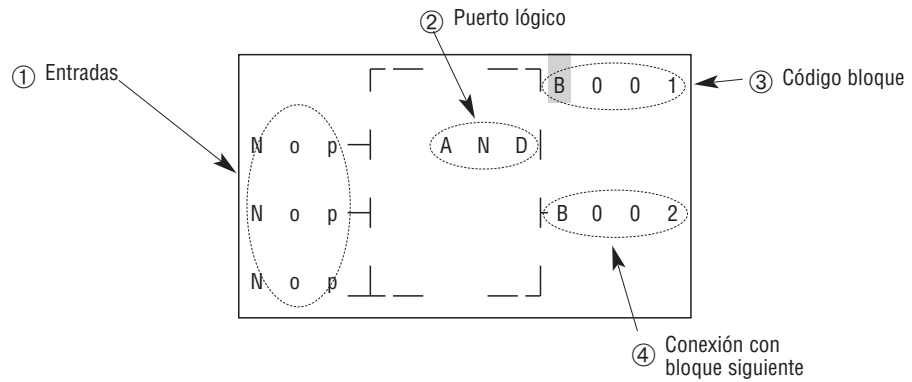 ② Puerto lógico
① Entradas
③ Código bloque
B 0 0 1
N o p
A N D
N o p
B 0 0 2
N o p
④ Conexión con
bloque siguiente